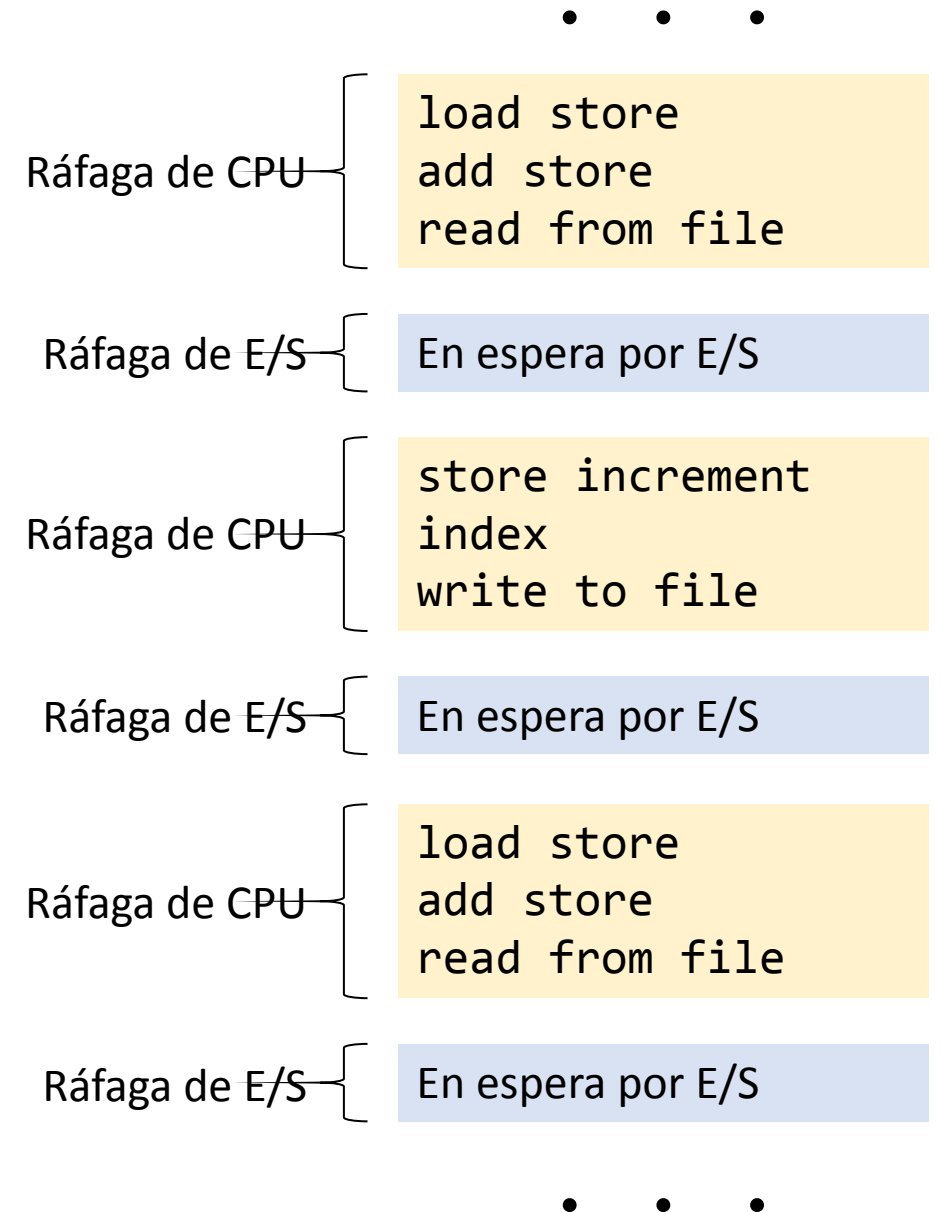 • • •
Ráfaga de CPU
load store
add store
read from file
Ráfaga de E/S
En espera por E/S
Ráfaga de CPU
store increment
index
write to file
Ráfaga de E/S
En espera por E/S
Ráfaga de CPU
load store
add store
read from file
Ráfaga de E/S
En espera por E/S
• • •